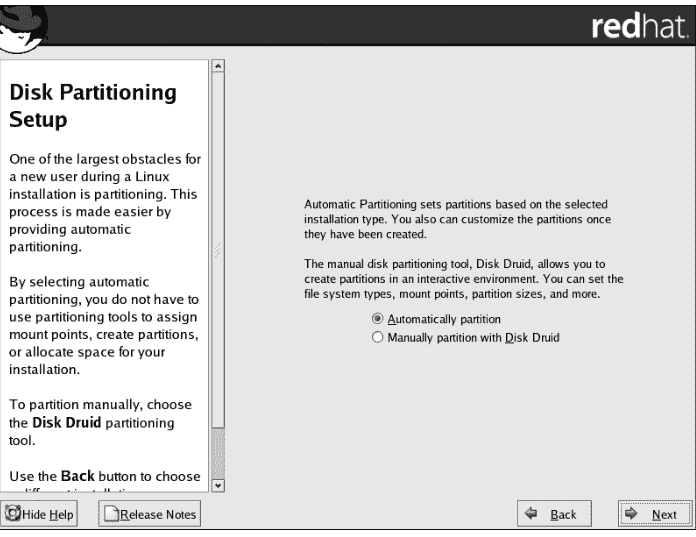 redhat.
Disk Partitioning
Setup
One of the largest obstacles for
a new user during a Linux
installation is partitioning. This
process is made easier by
providing automatic
partitioning.
By selecting automatic
partitioning, you do not have to
use partitioning tools to assign
mount points, create partitions,
or allocate space for your
installation.
To partition manually, choose
the Disk Druid partitioning
tool.
Use the Back button to choose
Automatic Partitioning sets partitions based on the selected
installation type. You also can customize the partitions once
they have been created.
The manual disk partitioning tool, Disk Druid, allows you to
create partitions in an interactive environment. You can set the
file system types, mount points, partition sizes, and more.
Automatically partition
Manually partition with Disk Druid
Hide Help
Release Notes
Back
Next